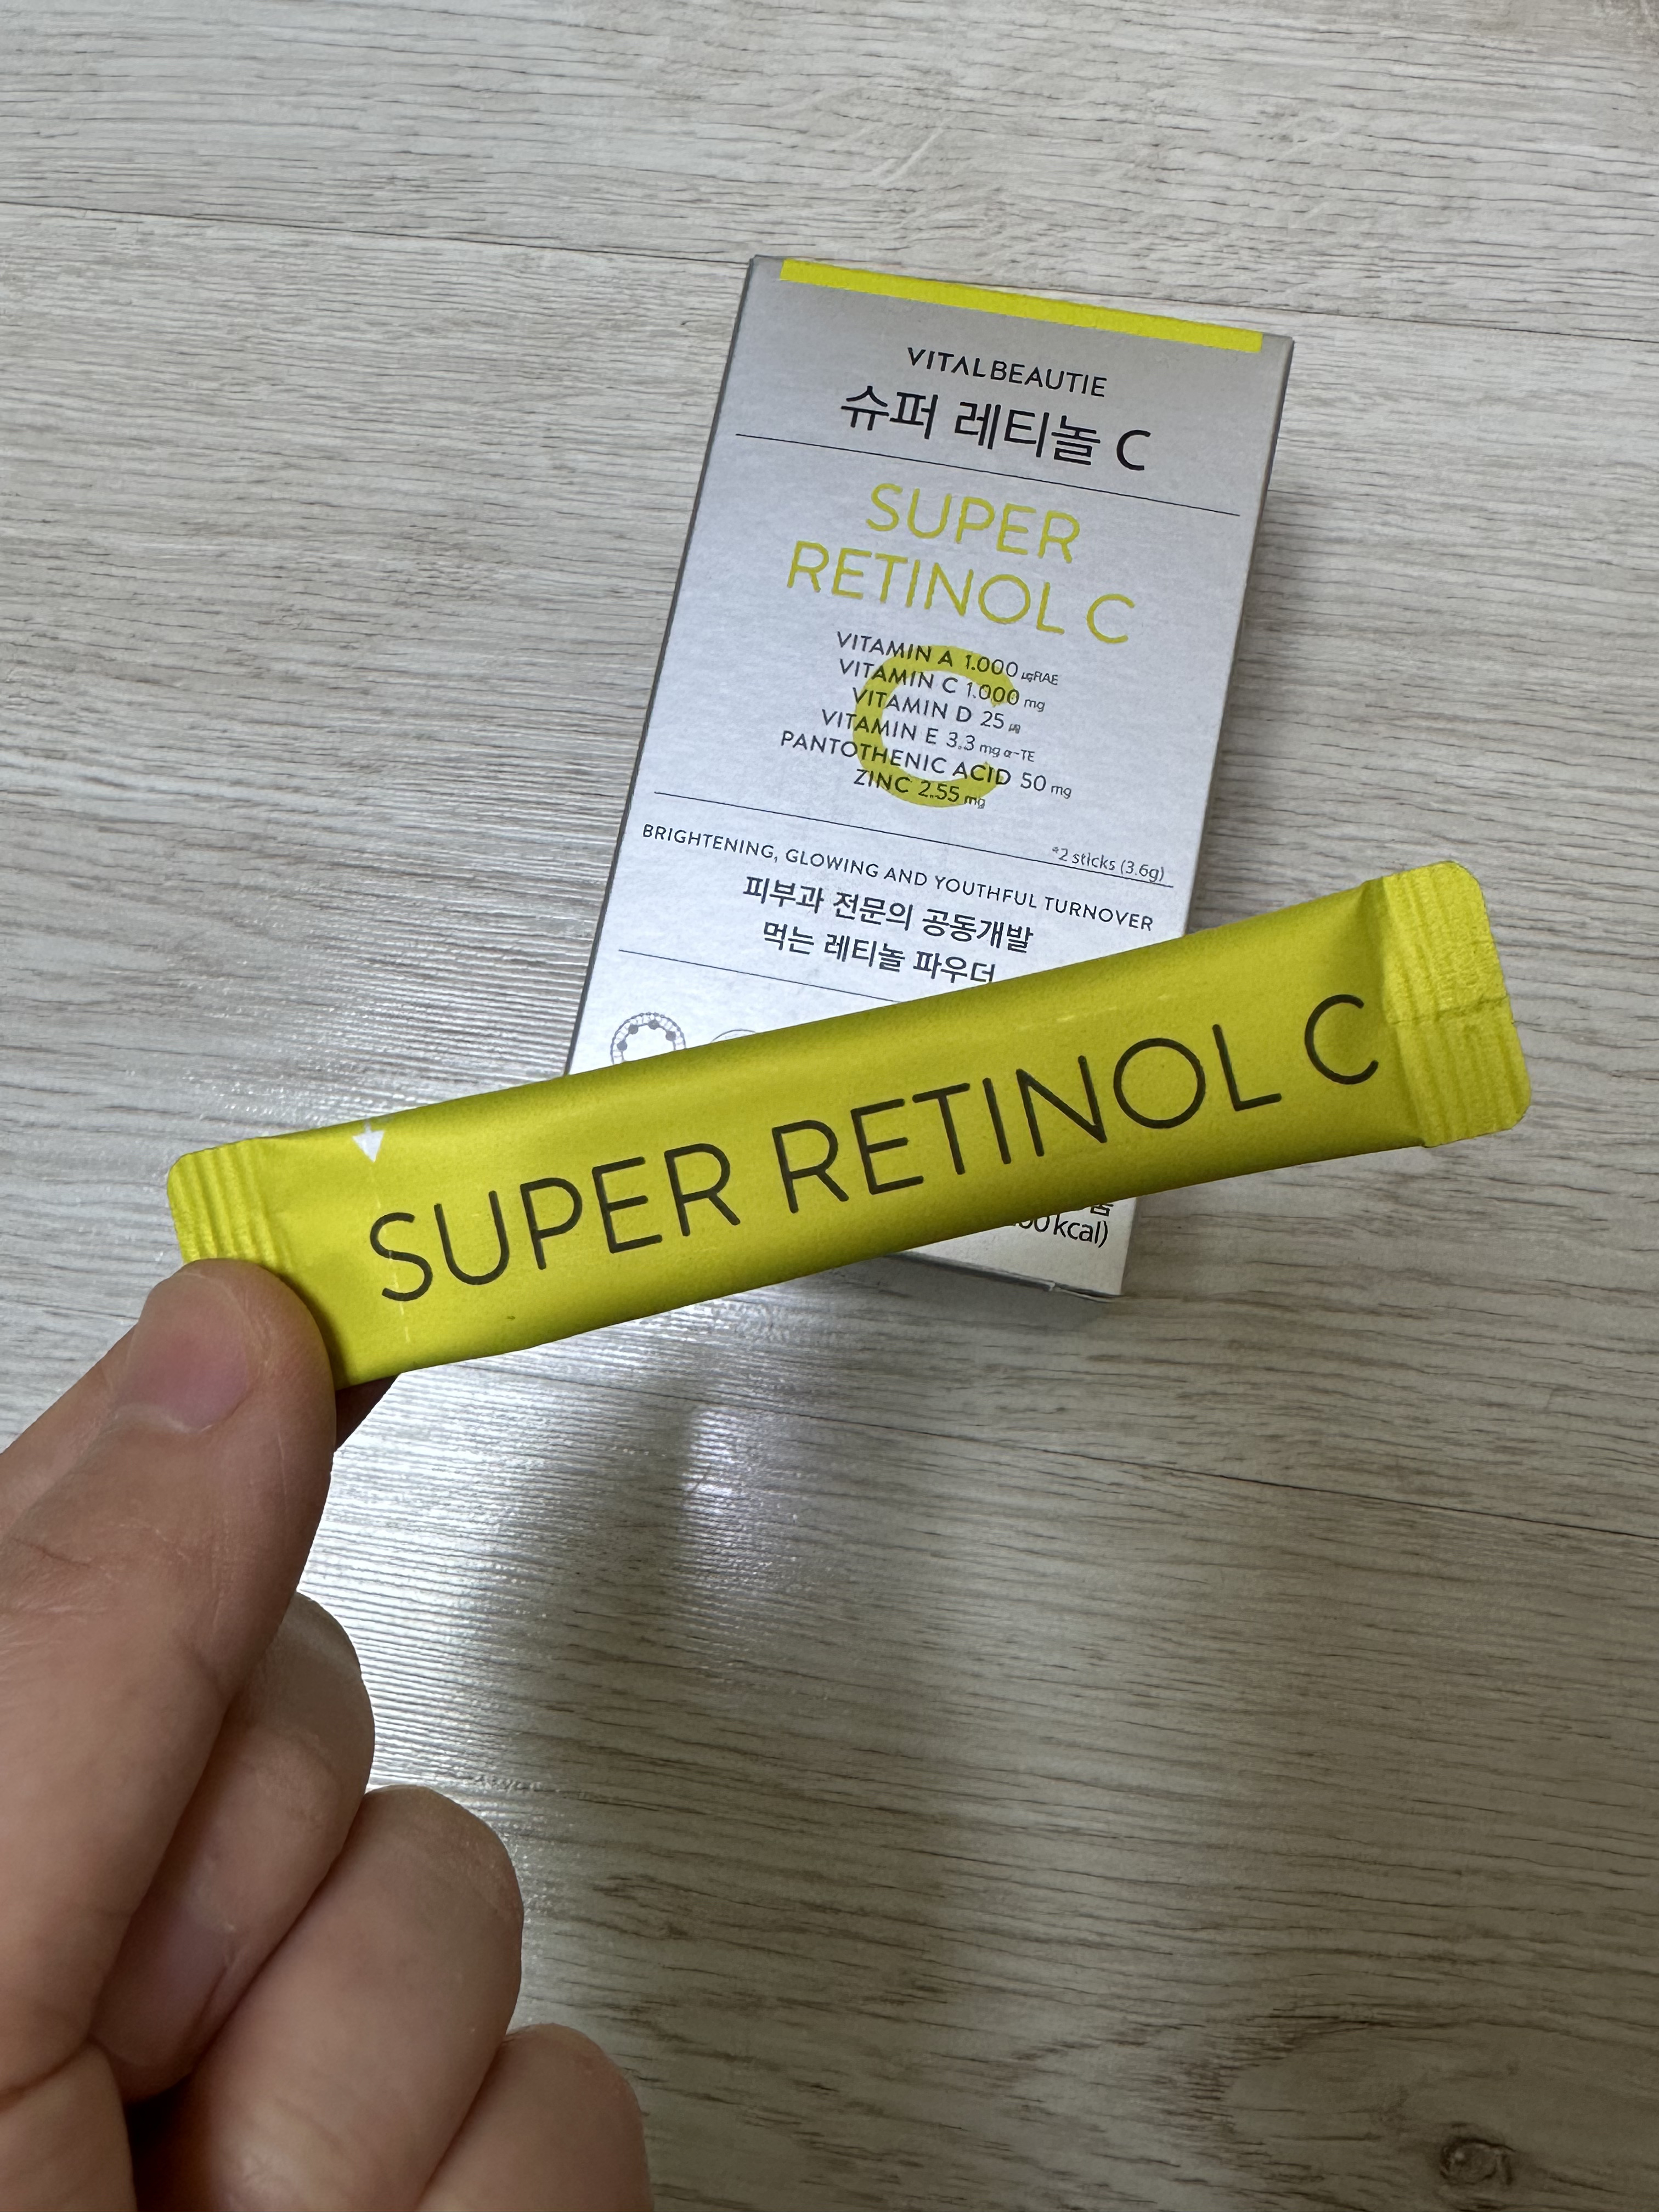 VITALBEAUTIE
슈퍼 레티놀 C
SUPER
RETINOL C
C
VITAMIN A 1.000 μgRAE
VITAMIN C 1.000 mg
VITAMIN D 25 μg
VITAMIN E 3.3 mg α-TE
PANTOTHENIC ACID 50 mg
ZINC 2.55 mg
*2 sticks (3.6g)
BRIGHTENING, GLOWING AND YOUTHFUL TURNOVER
피부과 전문의 공동개발
먹는 레티놀 파우더
SUPER RETINOL C
kcal)